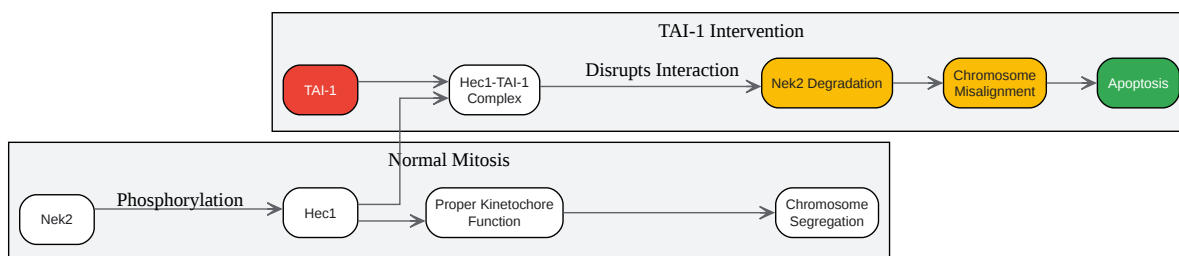 TAI-1 Intervention
TAI-1
Hec1-TAI-1
Complex
Disrupts Interaction
Nek2 Degradation
Chromosome
Misalignment
Apoptosis
Normal Mitosis
Nek2
Phosphorylation
Hec1
Proper Kinetochore
Function
Chromosome
Segregation